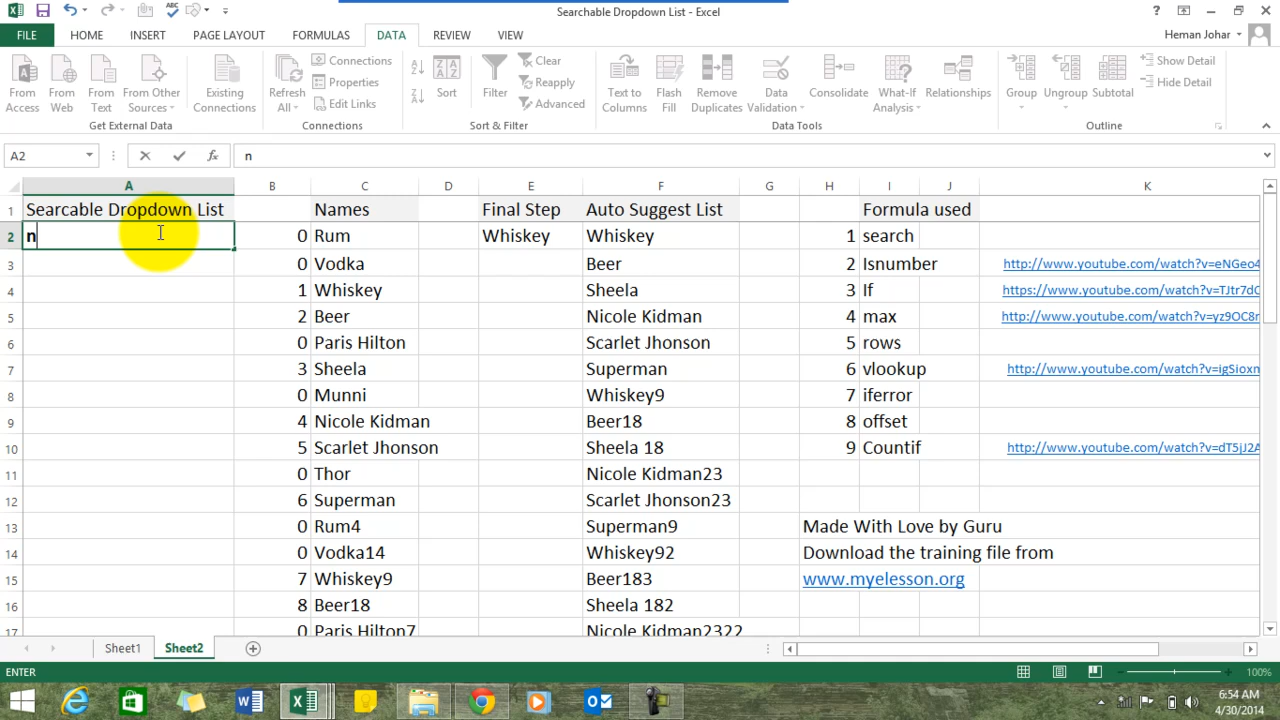 Searchable Dropdown List - Excel
Heman Johar
FILE HOME INSERT PAGE LAYOUT FORMULAS DATA REVIEW VIEW
From Access From Web From Text From Other Sources Existing Connections
Get External Data
Refresh All Connections Properties Edit Links
Connections
Sort Filter Clear Reapply Advanced
Sort & Filter
Text to Columns Flash Fill Remove Duplicates Data Validation Consolidate What-If Analysis Relationships
Data Tools
Group Ungroup Subtotal Show Detail Hide Detail
Outline
A2 fx n
A B C D E F G H I J K
1 Searcable Dropdown List Names Final Step Auto Suggest List Formula used
2 n 0 Rum Whiskey Whiskey 1 search
3 0 Vodka Beer 2 Isnumber http://www.youtube.com/watch?v=eNGeo4
4 1 Whiskey Sheela 3 If https://www.youtube.com/watch?v=TJtr7dC
5 2 Beer Nicole Kidman 4 max http://www.youtube.com/watch?v=yz9OC8r
6 0 Paris Hilton Scarlet Jhonson 5 rows
7 3 Sheela Superman 6 vlookup http://www.youtube.com/watch?v=igSioxn
8 0 Munni Whiskey9 7 iferror
9 4 Nicole Kidman Beer18 8 offset
10 5 Scarlet Jhonson Sheela 18 9 Countif http://www.youtube.com/watch?v=dT5jJ2A
11 0 Thor Nicole Kidman23
12 6 Superman Scarlet Jhonson23
13 0 Rum4 Superman9 Made With Love by Guru
14 0 Vodka14 Whiskey92 Download the training file from
15 7 Whiskey9 Beer183 www.myelesson.org
16 8 Beer18 Sheela 182
17 0 Paris Hilton7 Nicole Kidman2322
Sheet1 Sheet2
ENTER 100%
6:54 AM
4/30/2014